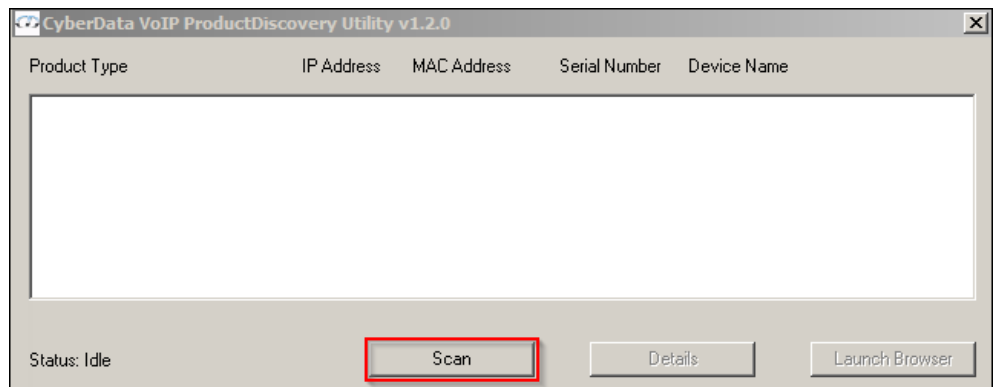 CyberData VoIP ProductDiscovery Utility v1.2.0
Product Type IP Address MAC Address Serial Number Device Name
Status: Idle Scan Details Launch Browser